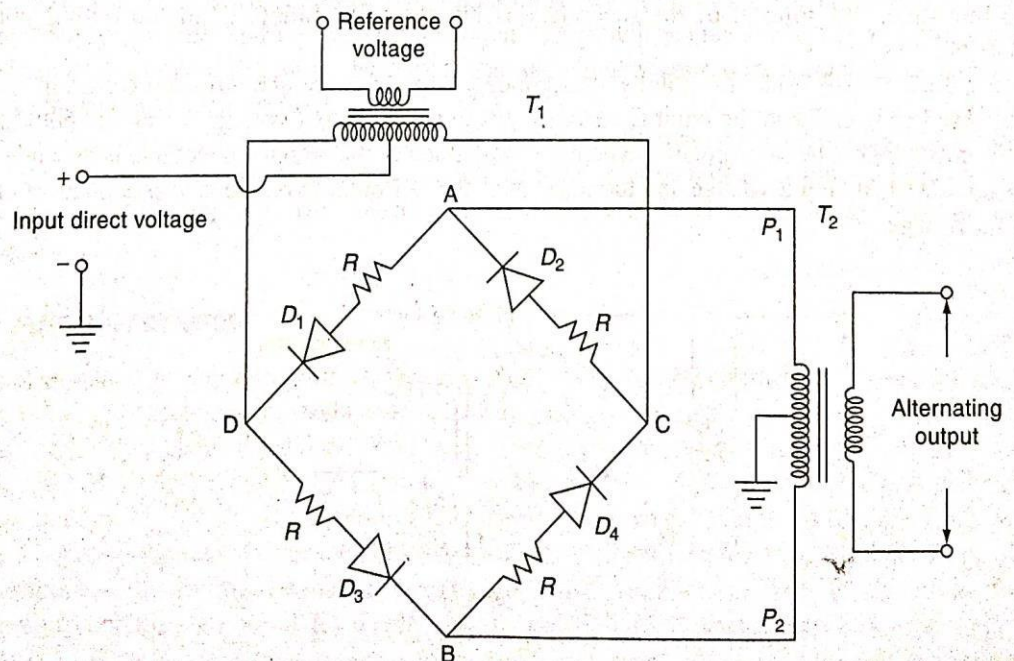 Reference
voltage
T1
+
Input direct voltage
−
A
P1
T2
R
D2
D1
R
D
C
Alternating
output
R
D4
D3
R
P2
B